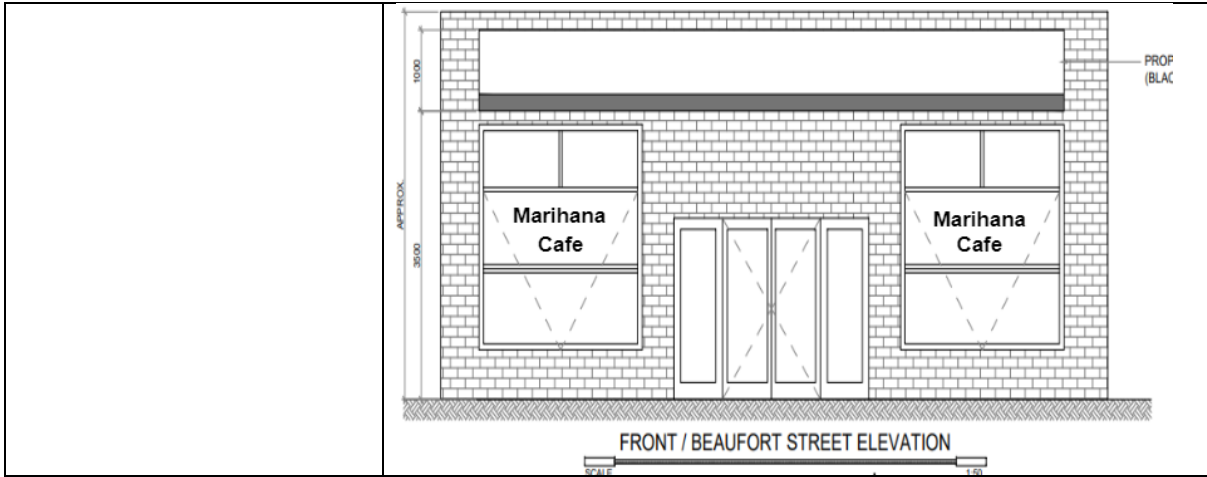 1000
PROP
(BLAC
APPROX.
3500
Marihana
Cafe
Marihana
Cafe
FRONT / BEAUFORT STREET ELEVATION
SCALE
1:50